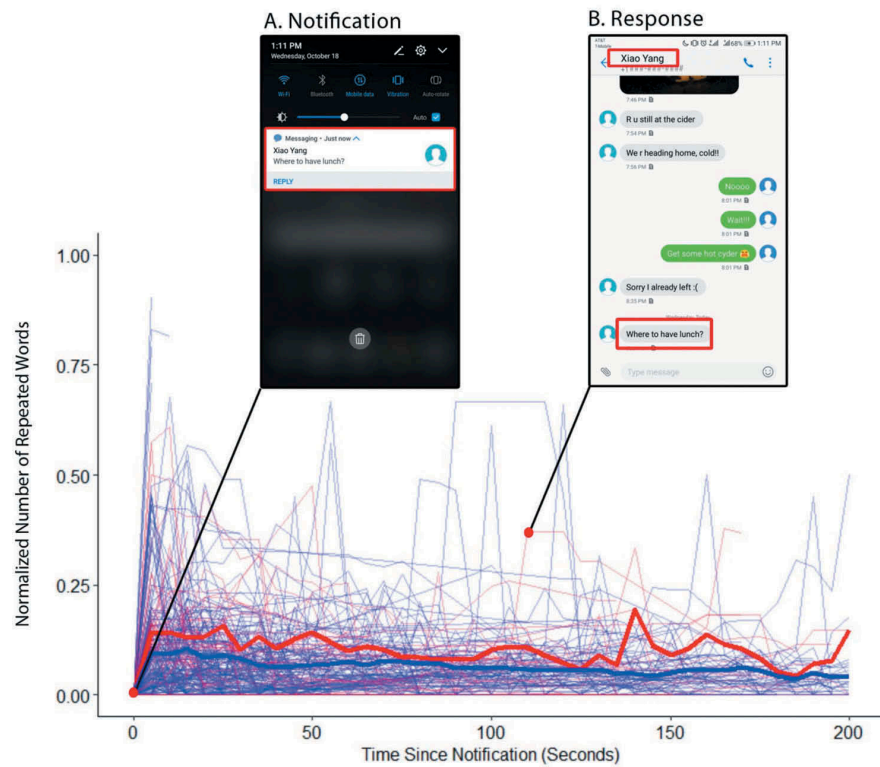 A. Notification
B. Response
1:11 PM
Wednesday, October 18
Wi-Fi
Bluetooth
Mobile data
Vibration
Auto rotate
Auto
Messaging • Just now
Xiao Yang
Where to have lunch?
REPLY
AT&T
68%
1:11 PM
Xiao Yang
7:46 PM
R u still at the cider
7:54 PM
We r heading home, cold!!
7:56 PM
Noooo
8:01 PM
Wait!!!
8:01 PM
Get some hot cyder
8:01 PM
Sorry I already left :(
8:35 PM
Where to have lunch?
Type message
Normalized Number of Repeated Words
1.00
0.75
0.50
0.25
0.00
0
50
100
150
200
Time Since Notification (Seconds)